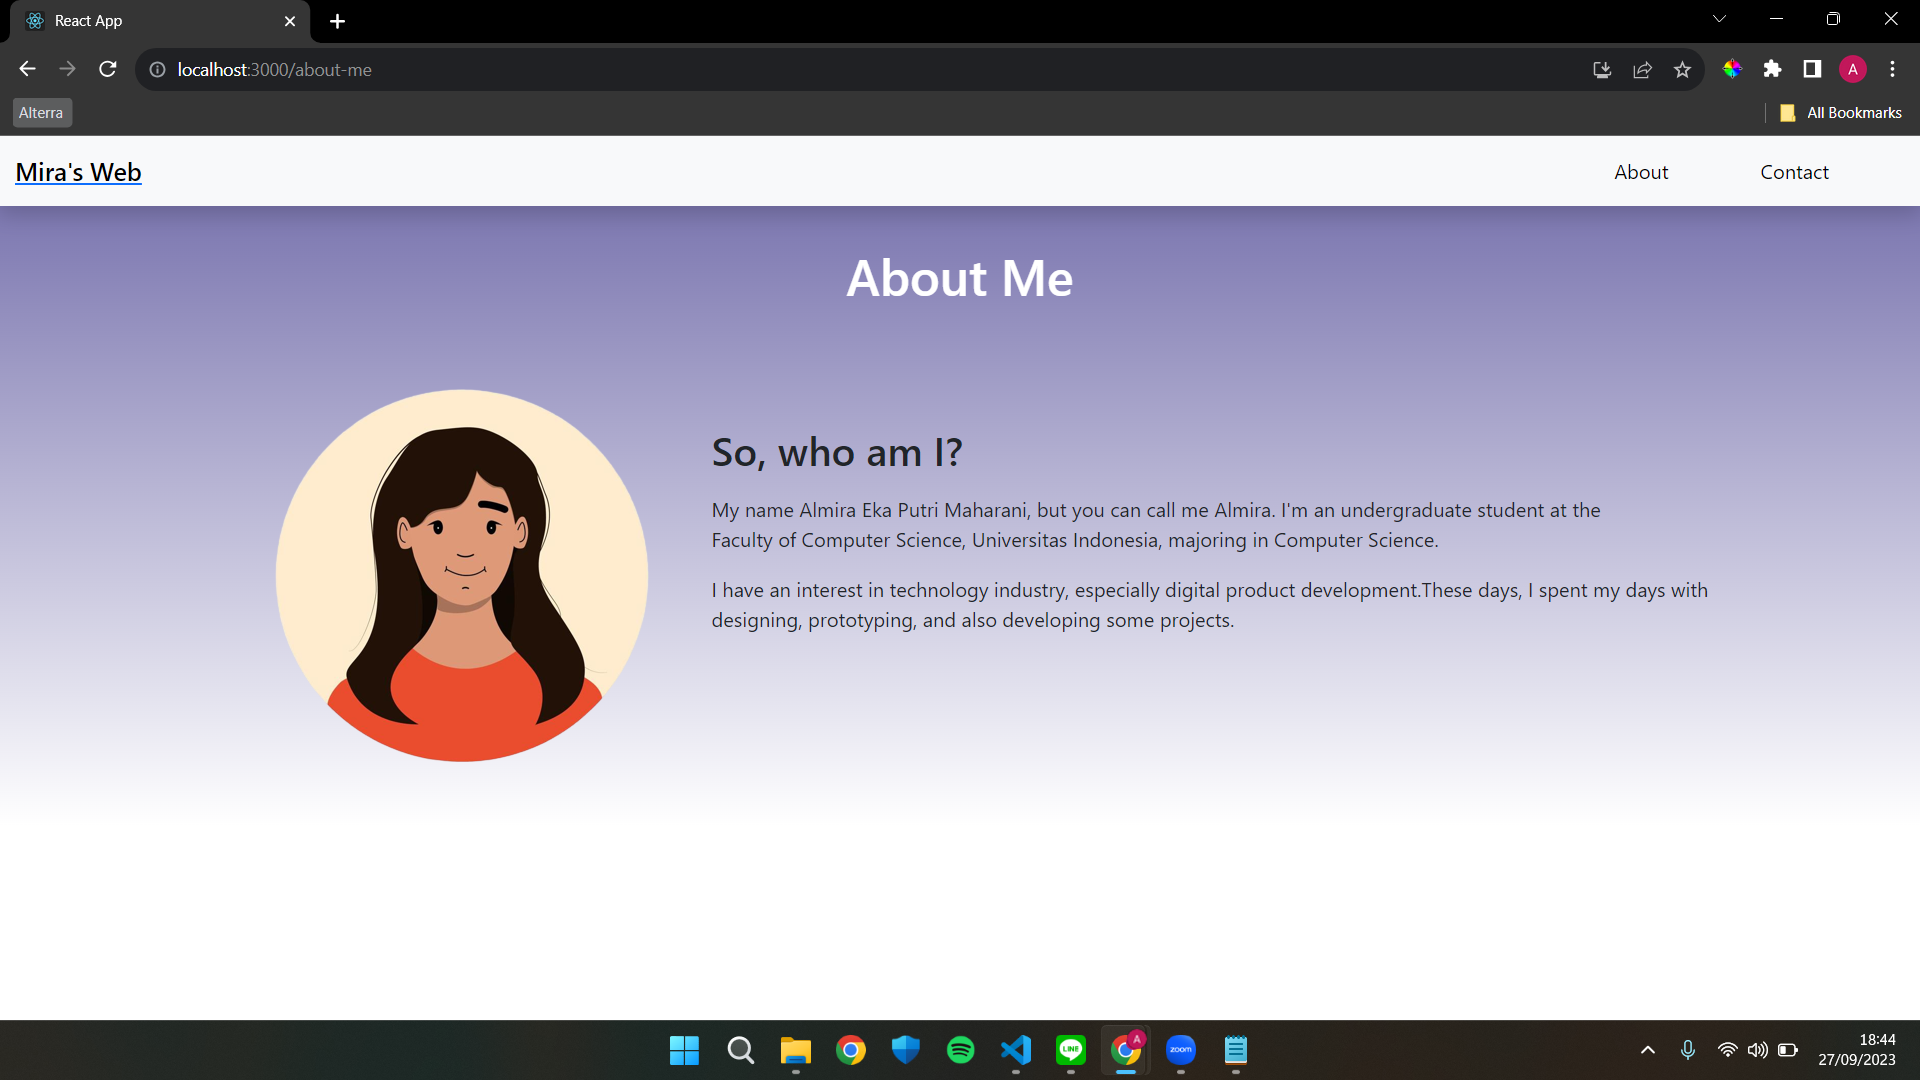 React App
localhost:3000/about-me
A
Alterra
All Bookmarks
Mira's Web
About
Contact
About Me
So, who am I?
My name Almira Eka Putri Maharani, but you can call me Almira. I'm an undergraduate student at the
Faculty of Computer Science, Universitas Indonesia, majoring in Computer Science.
I have an interest in technology industry, especially digital product development.These days, I spent my days with
designing, prototyping, and also developing some projects.
LINE
A
zoom
18:44
27/09/2023